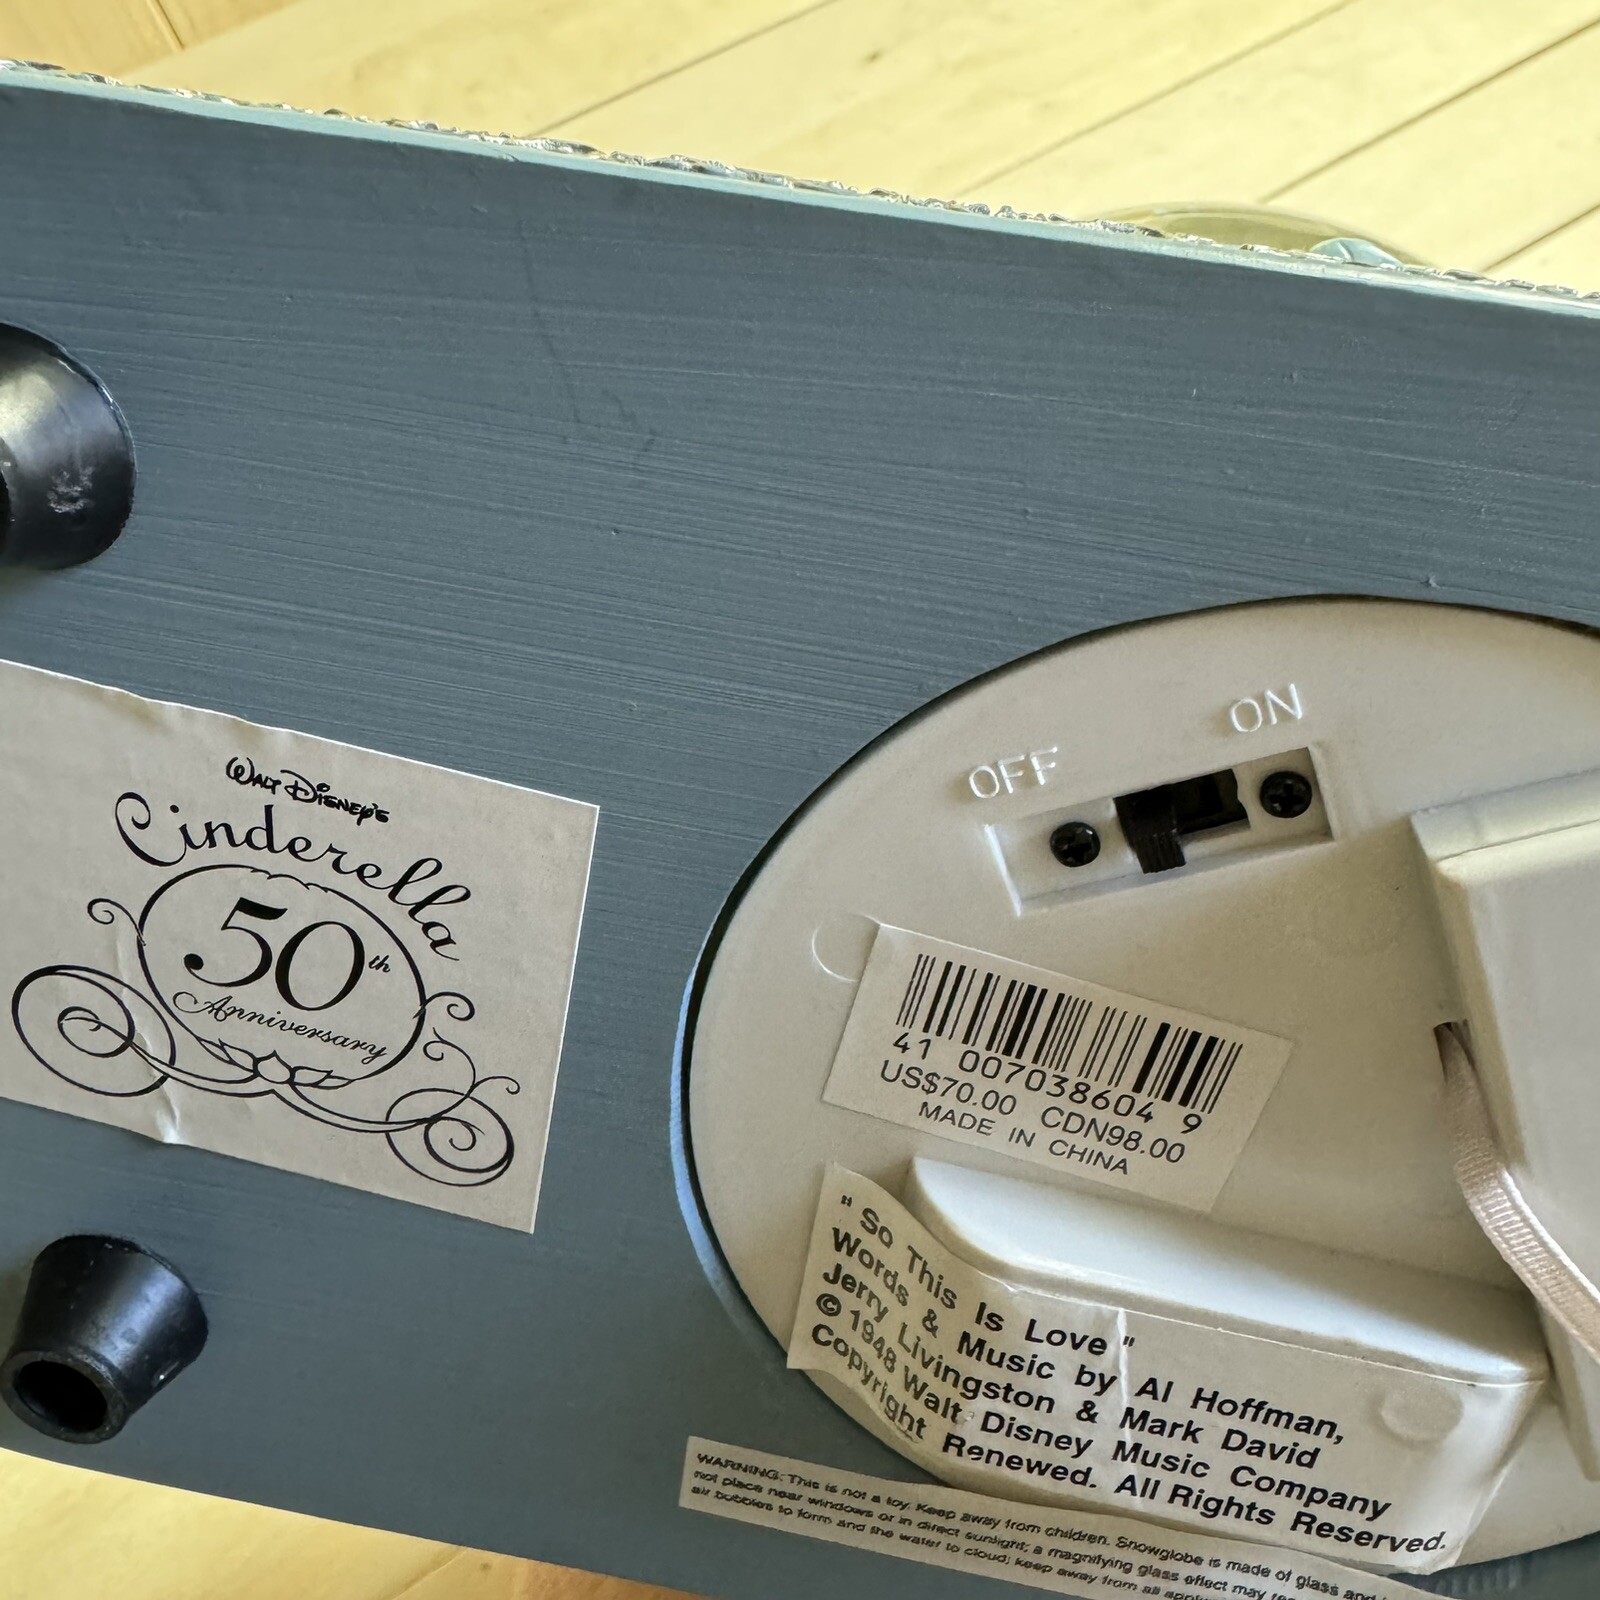 OFF ON
WALT DISNEY'S
Cinderella
50th
Anniversary
41 007038604 9
US$70.00 CDN98.00
MADE IN CHINA
" So This Is Love "
Words & Music by Al Hoffman,
Jerry Livingston & Mark David
© 1948 Walt Disney Music Company
Copyright Renewed. All Rights Reserved.
WARNING: This is not a toy. Keep away from children. Snowglobe is made of glass and
not place near windows or in direct sunlight; a magnifying glass effect may
air bubbles to form and the water to cloud; keep away from all